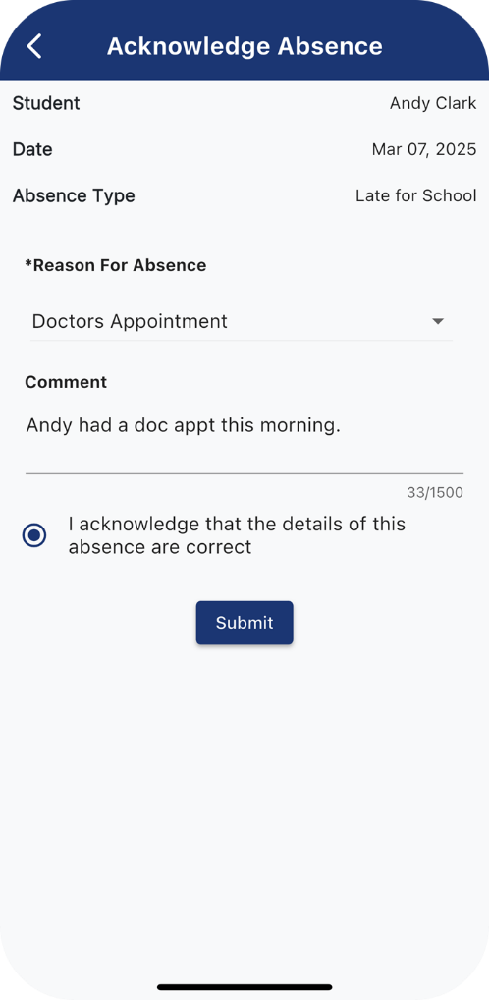 Acknowledge Absence
Student
Andy Clark
Date
Mar 07, 2025
Absence Type
Late for School
*Reason For Absence
Doctors Appointment
Comment
Andy had a doc appt this morning.
33/1500
I acknowledge that the details of this
absence are correct
Submit